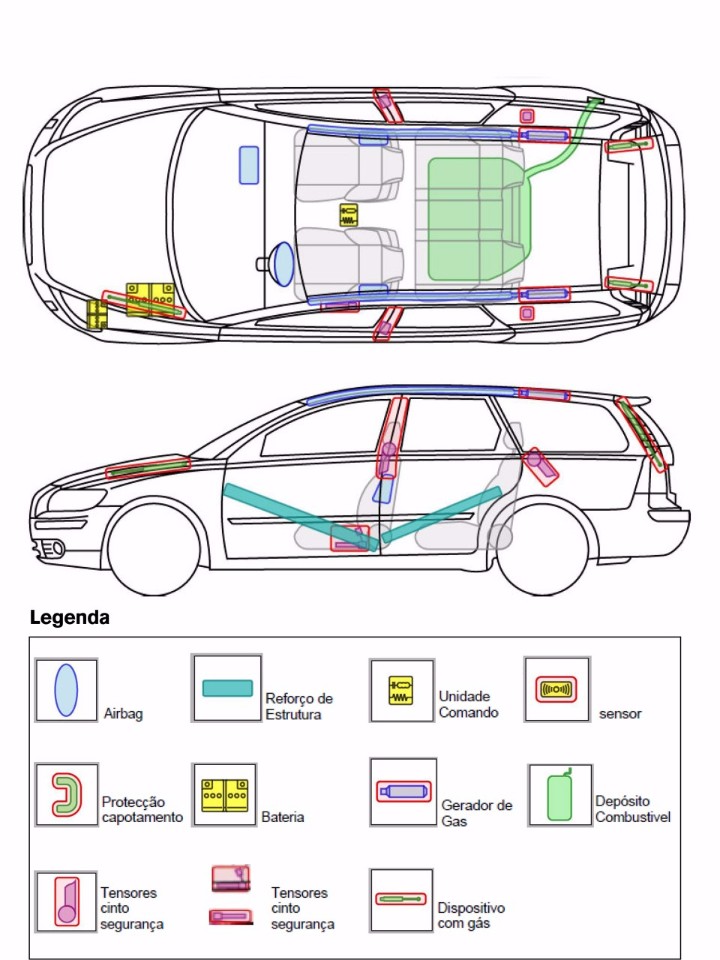 Legenda
Airbag
Reforço de
Estrutura
Unidade
Comando
sensor
Protecção
capotamento
Bateria
Gerador de
Gas
Depósito
Combustivel
Tensores
cinto
segurança
Tensores
cinto
segurança
Dispositivo
com gás